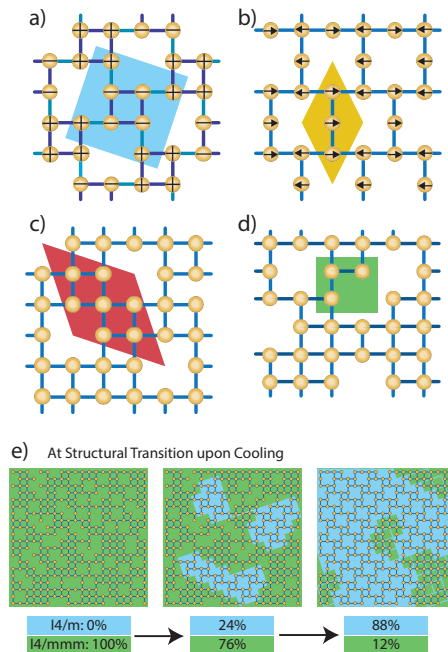 a)
b)
c)
d)
e) At Structural Transition upon Cooling
I4/m: 0%
24%
88%
I4/mmm: 100%
76%
12%